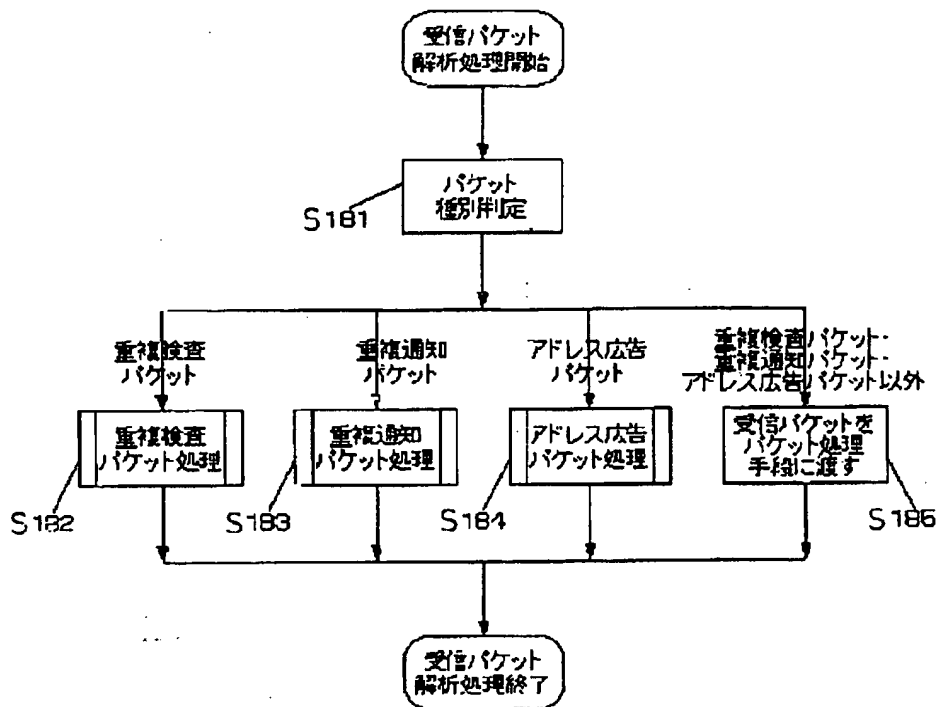 受信パケット
解析処理開始
パケット
種別判定
S181
重複検査
パケット
重複通知
パケット
アドレス広告
パケット
重複検査パケット・
重複通知パケット・
アドレス広告パケット以外
重複検査
パケット処理
重複通知
パケット処理
アドレス広告
パケット処理
受信パケットを
パケット処理
手段に渡す
S182
S183
S184
S185
受信パケット
解析処理終了